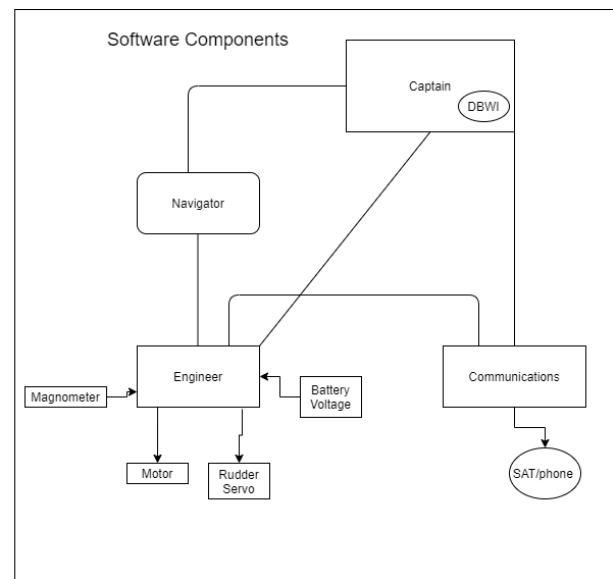 Software Components
Captain
DBWI
Navigator
Engineer
Communications
Magnometer
Battery
Voltage
Motor
Rudder
Servo
SAT/phone